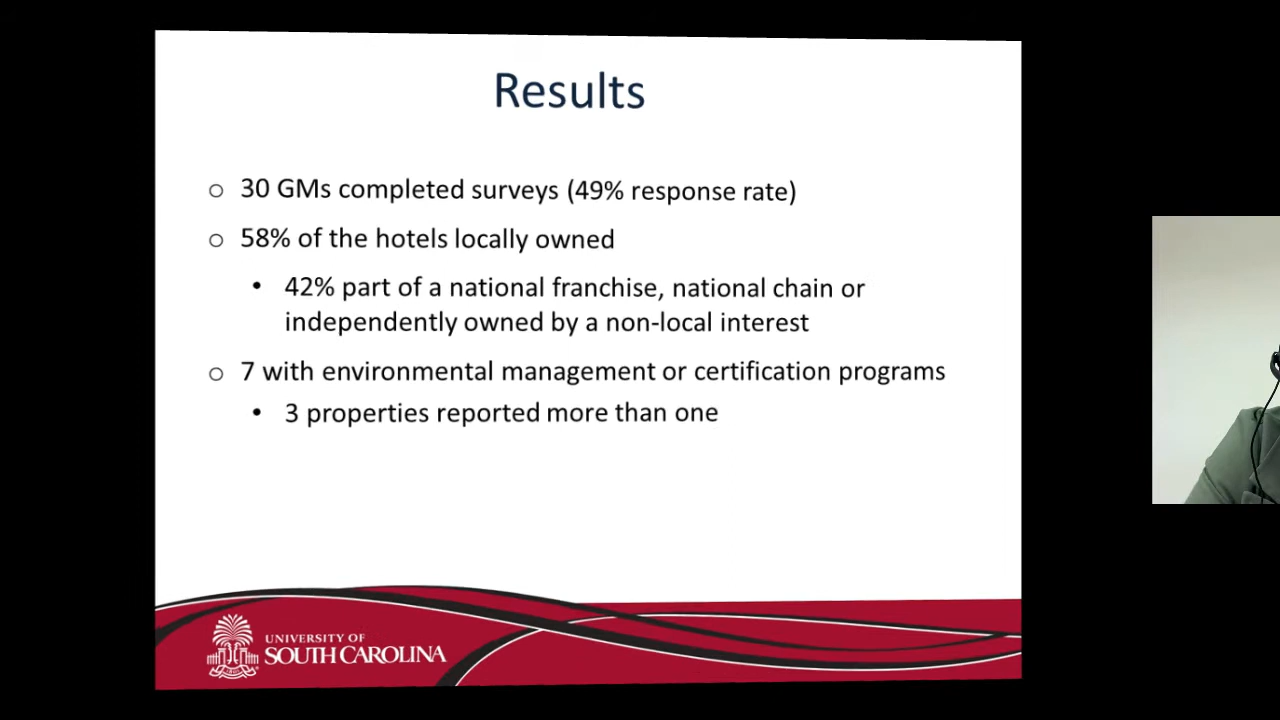 Results
○ 30 GMs completed surveys (49% response rate)
○ 58% of the hotels locally owned
• 42% part of a national franchise, national chain or
independently owned by a non-local interest
○ 7 with environmental management or certification programs
• 3 properties reported more than one
UNIVERSITY OF
SOUTH CAROLINA